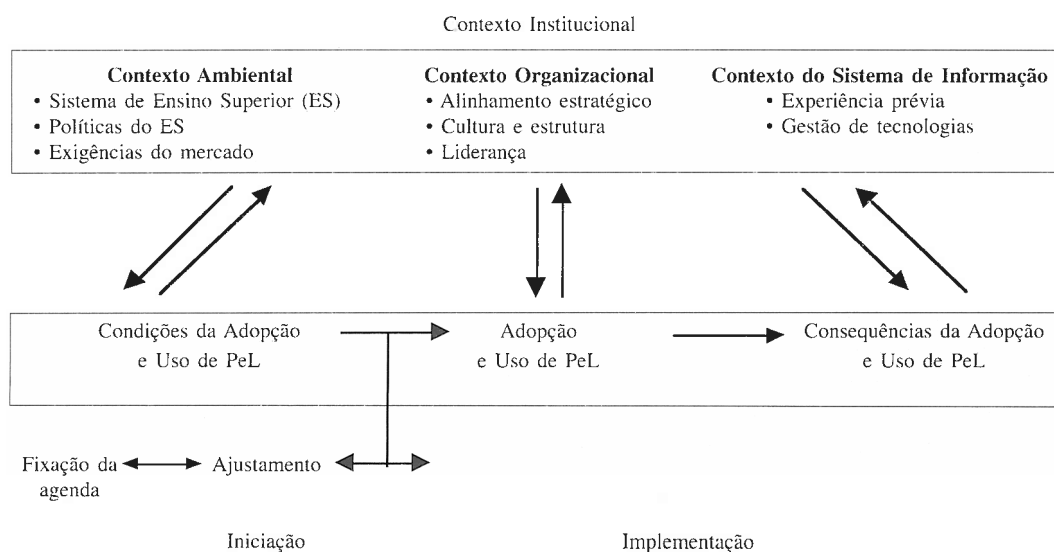 Contexto Institucional
Contexto Ambiental
• Sistema de Ensino Superior (ES)
• Políticas do ES
• Exigências do mercado
Contexto Organizacional
• Alinhamento estratégico
• Cultura e estrutura
• Liderança
Contexto do Sistema de Informação
• Experiência prévia
• Gestão de tecnologias
Condições da Adopção
e Uso de PeL
Adopção
e Uso de PeL
Consequências da Adopção
e Uso de PeL
Fixação da
agenda
Ajustamento
Iniciação
Implementação